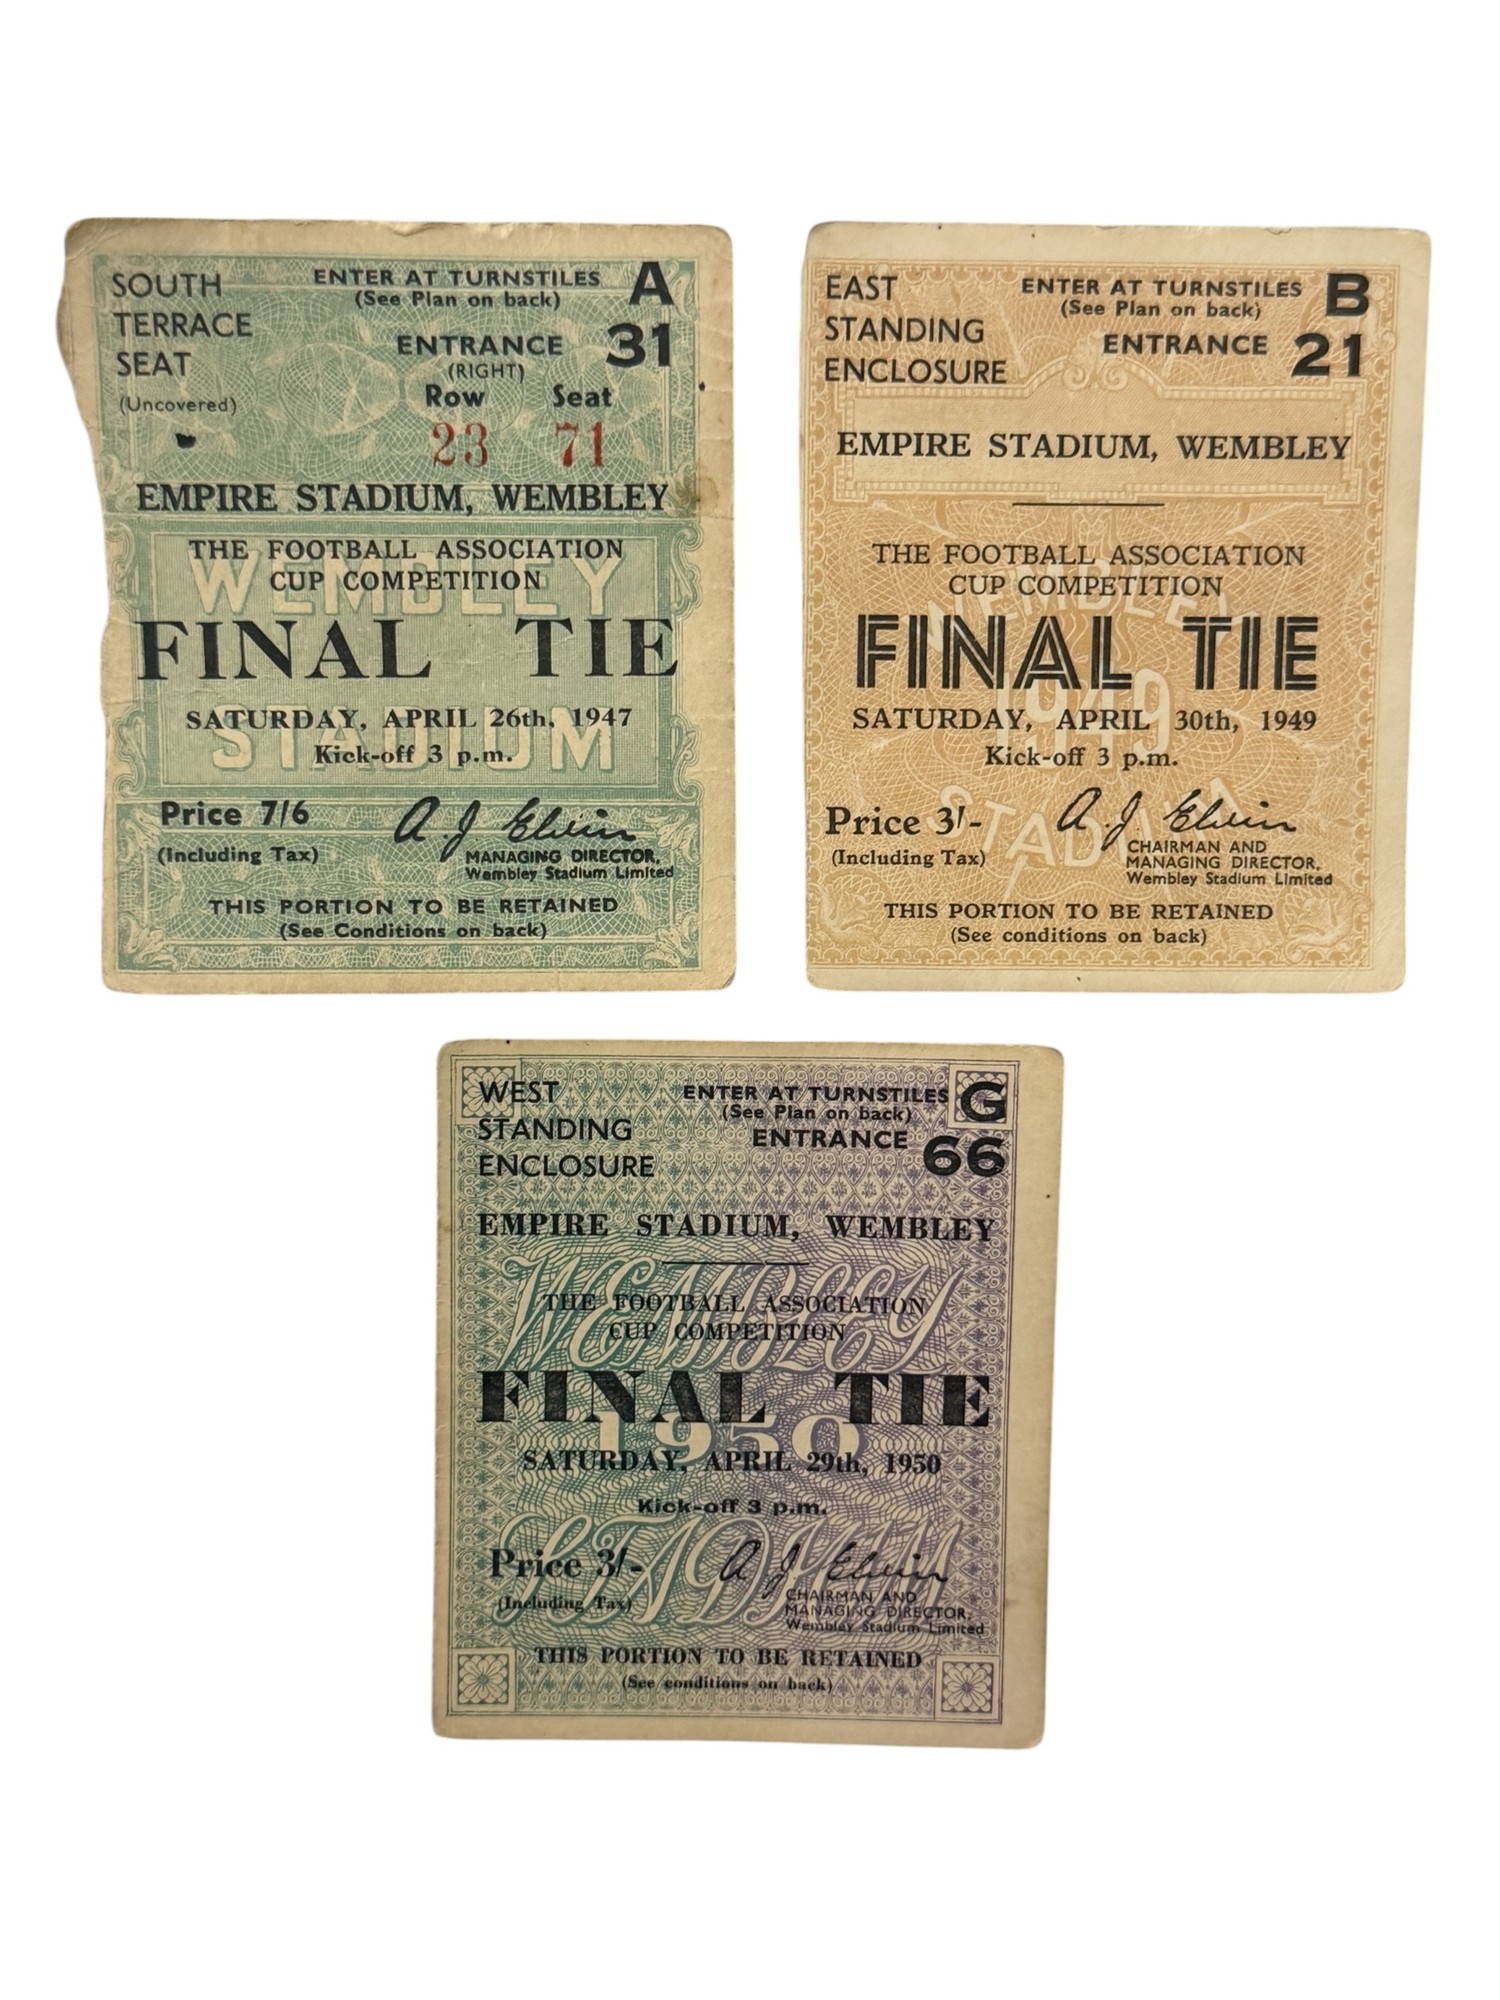 SOUTH
TERRACE
SEAT
(Uncovered)
ENTER AT TURNSTILES
(See Plan on back)
A
ENTRANCE
(RIGHT)
31
Row Seat
23 71
EMPIRE STADIUM, WEMBLEY
WEMBLEY
STADIUM
THE FOOTBALL ASSOCIATION
CUP COMPETITION
FINAL TIE
SATURDAY, APRIL 26th, 1947
Kick-off 3 p.m.
Price 7/6
(Including Tax)
A. J. Elvin
MANAGING DIRECTOR,
Wembley Stadium Limited
THIS PORTION TO BE RETAINED
(See Conditions on back)
EAST
STANDING
ENCLOSURE
ENTER AT TURNSTILES
(See Plan on back)
B
ENTRANCE
21
EMPIRE STADIUM, WEMBLEY
WEMBLEY
1949
STADIUM
THE FOOTBALL ASSOCIATION
CUP COMPETITION
FINAL TIE
SATURDAY, APRIL 30th, 1949
Kick-off 3 p.m.
Price 3/-
(Including Tax)
A. J. Elvin
CHAIRMAN AND
MANAGING DIRECTOR,
Wembley Stadium Limited
THIS PORTION TO BE RETAINED
(See conditions on back)
WEST
STANDING
ENCLOSURE
ENTER AT TURNSTILES
(See Plan on back)
G
ENTRANCE
66
EMPIRE STADIUM, WEMBLEY
WEMBLEY
1950
STADIUM
THE FOOTBALL ASSOCIATION
CUP COMPETITION
FINAL TIE
SATURDAY, APRIL 29th, 1950
Kick-off 3 p.m.
Price 3/-
(Including Tax)
A J Elvin
CHAIRMAN AND
MANAGING DIRECTOR,
Wembley Stadium Limited
THIS PORTION TO BE RETAINED
(See conditions on back)